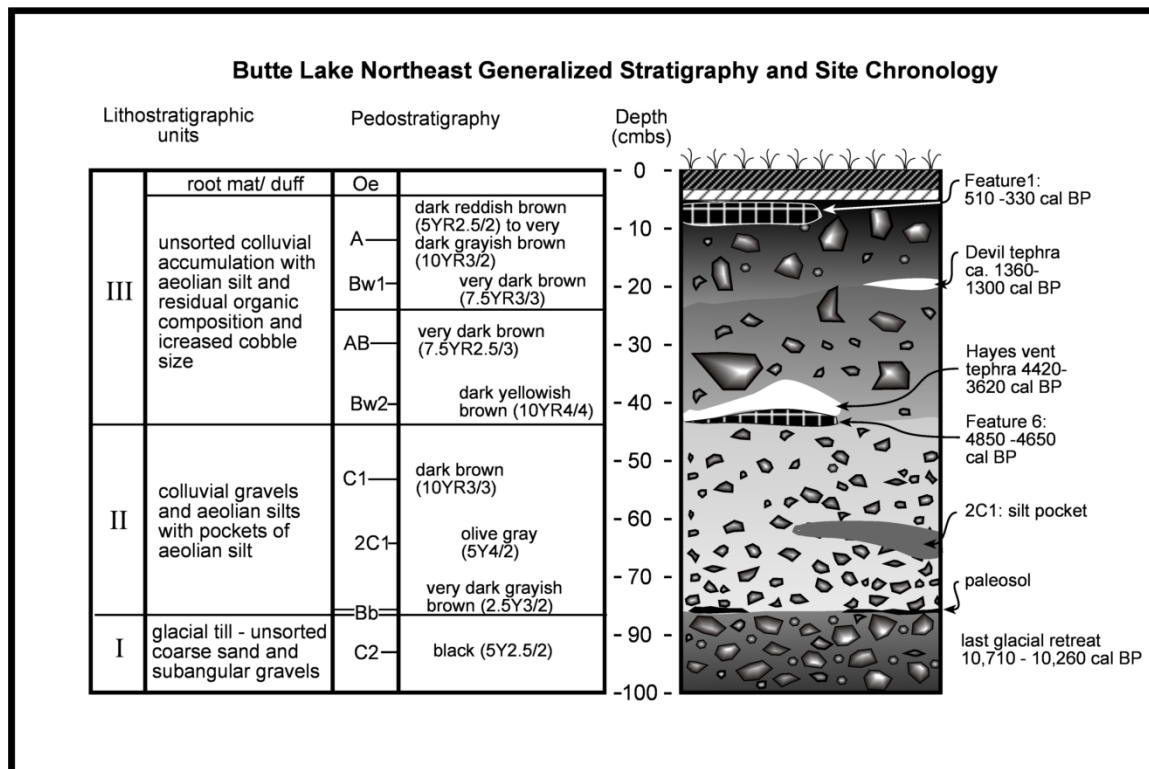 Butte Lake Northeast Generalized Stratigraphy and Site Chronology
Lithostratigraphic
units
Pedostratigraphy
Depth
(cmbs)
III
root mat/ duff
Oe
unsorted colluvial
accumulation with
aeolian silt and
residual organic
composition and
icreased cobble
size
A
dark reddish brown
(5YR2.5/2) to very
dark grayish brown
(10YR3/2)
Bw1
very dark brown
(7.5YR3/3)
AB
very dark brown
(7.5YR2.5/3)
Bw2
dark yellowish
brown (10YR4/4)
II
colluvial gravels
and aeolian silts
with pockets of
aeolian silt
C1
dark brown
(10YR3/3)
2C1
olive gray
(5Y4/2)
Bb
very dark grayish
brown (2.5Y3/2)
I
glacial till - unsorted
coarse sand and
subangular gravels
C2
black (5Y2.5/2)
- 0
- 10
- 20
- 30
- 40
- 50
- 60
- 70
- 90
-100
Feature1:
510 -330 cal BP
Devil tephra
ca. 1360-
1300 cal BP
Hayes vent
tephra 4420-
3620 cal BP
Feature 6:
4850 -4650
cal BP
2C1: silt pocket
paleosol
last glacial retreat
10,710 - 10,260 cal BP